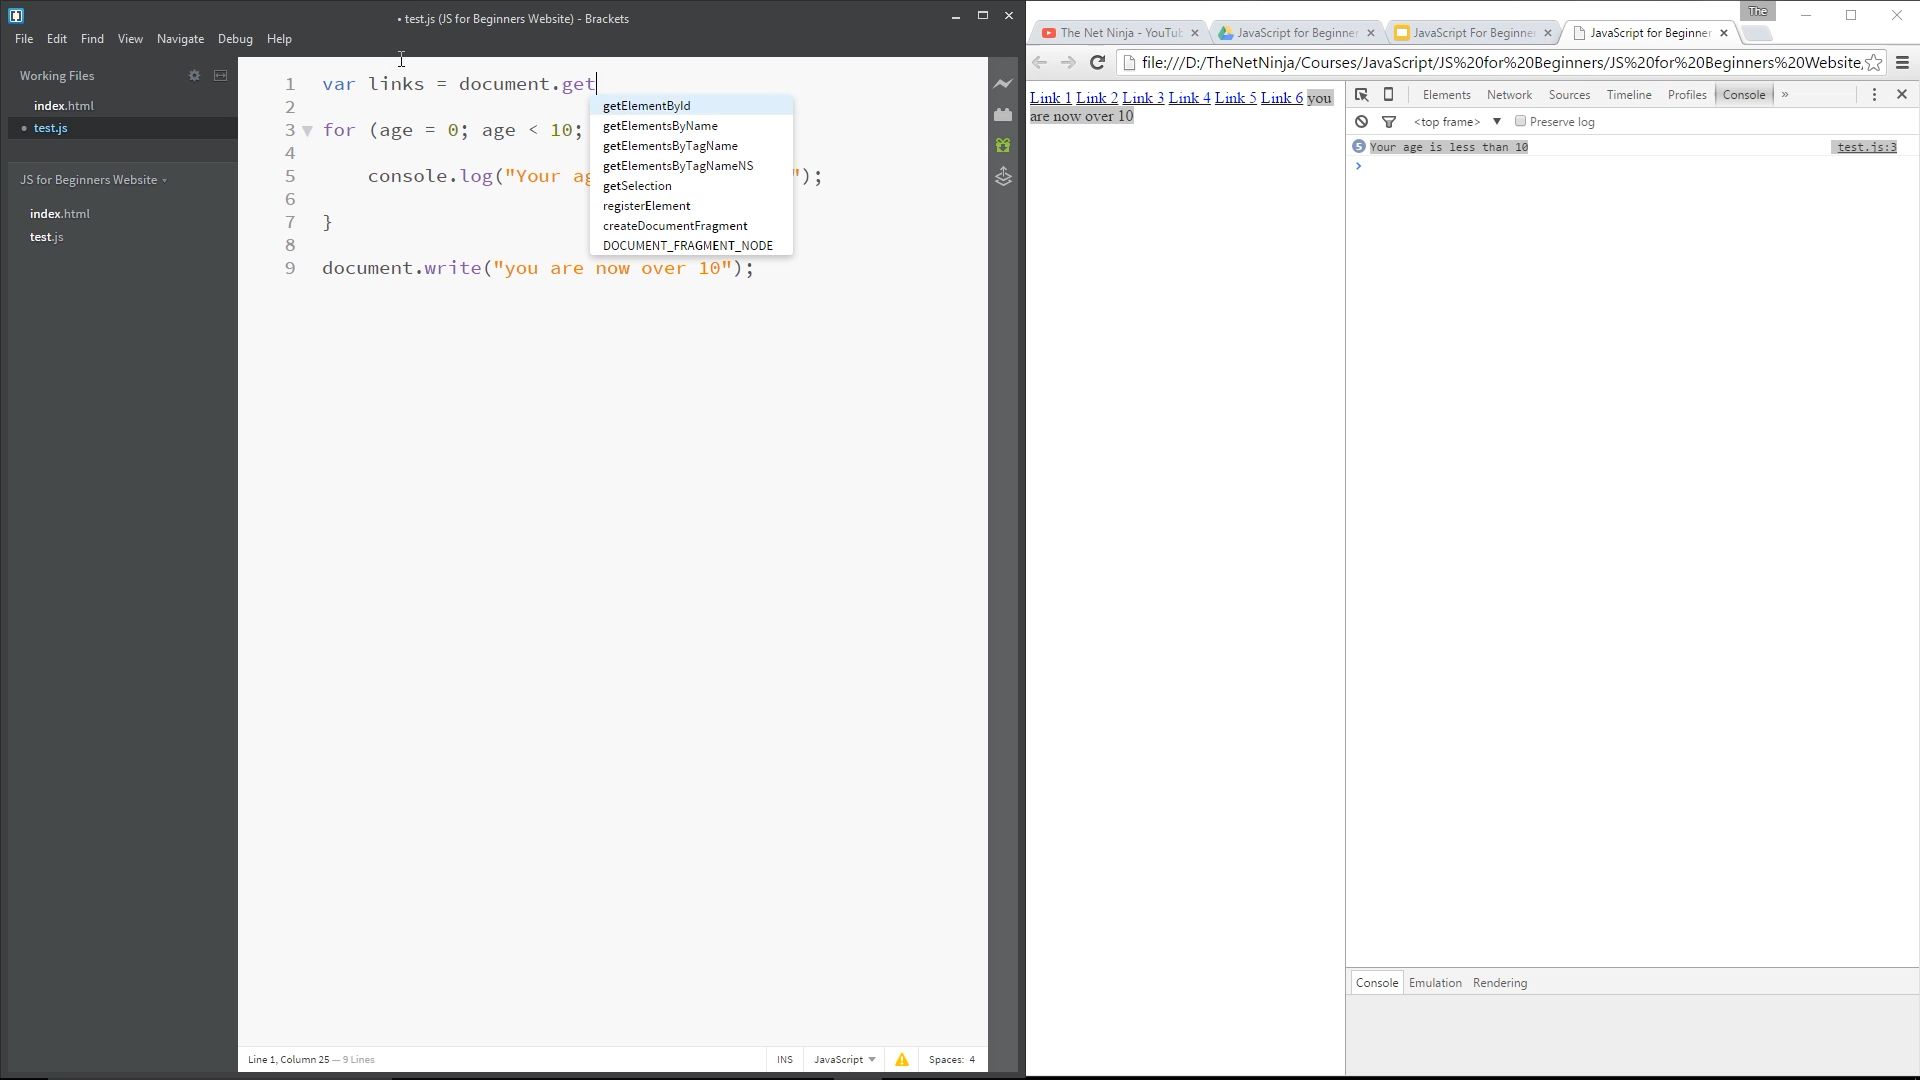 • test.js (JS for Beginners Website) - Brackets
File Edit Find View Navigate Debug Help
Working Files
index.html
• test.js
JS for Beginners Website
index.html
test.js
1 var links = document.get
2
3 for (age = 0; age < 10;
4
5 console.log("Your ag ");
6
7 }
8
9 document.write("you are now over 10");
getElementById
getElementsByName
getElementsByTagName
getElementsByTagNameNS
getSelection
registerElement
createDocumentFragment
DOCUMENT_FRAGMENT_NODE
Line 1, Column 25 — 9 Lines
INS JavaScript Spaces: 4
The
The Net Ninja - YouTub JavaScript for Beginner JavaScript For Beginner JavaScript for Beginner
file:///D:/TheNetNinja/Courses/JavaScript/JS%20for%20Beginners/JS%20for%20Beginners%20Website,
Link 1 Link 2 Link 3 Link 4 Link 5 Link 6 you
are now over 10
Elements Network Sources Timeline Profiles Console »
<top frame> Preserve log
5 Your age is less than 10 test.js:3
>
Console Emulation Rendering